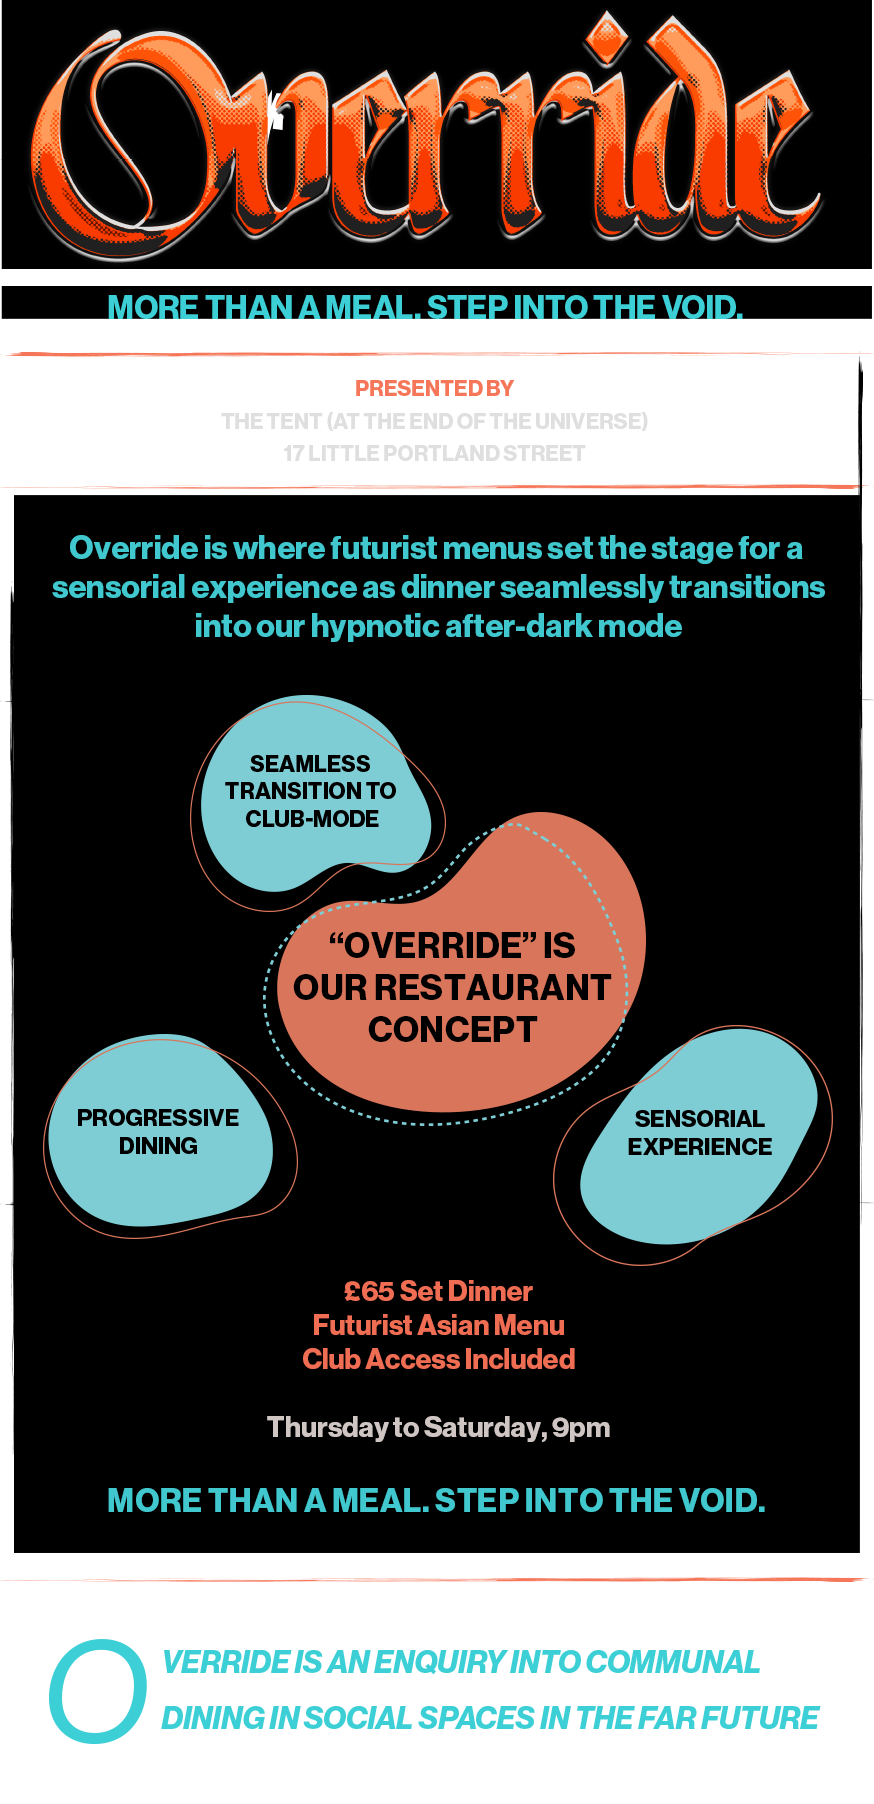 Override
MORE THAN A MEAL. STEP INTO THE VOID.
PRESENTED BY
THE TENT (AT THE END OF THE UNIVERSE)
17 LITTLE PORTLAND STREET
Override is where futurist menus set the stage for a
sensorial experience as dinner seamlessly transitions
into our hypnotic after-dark mode
SEAMLESS
TRANSITION TO
CLUB-MODE
“OVERRIDE” IS
OUR RESTAURANT
CONCEPT
PROGRESSIVE
DINING
SENSORIAL
EXPERIENCE
£65 Set Dinner
Futurist Asian Menu
Club Access Included
Thursday to Saturday, 9pm
MORE THAN A MEAL. STEP INTO THE VOID.
OVERRIDE IS AN ENQUIRY INTO COMMUNAL
DINING IN SOCIAL SPACES IN THE FAR FUTURE